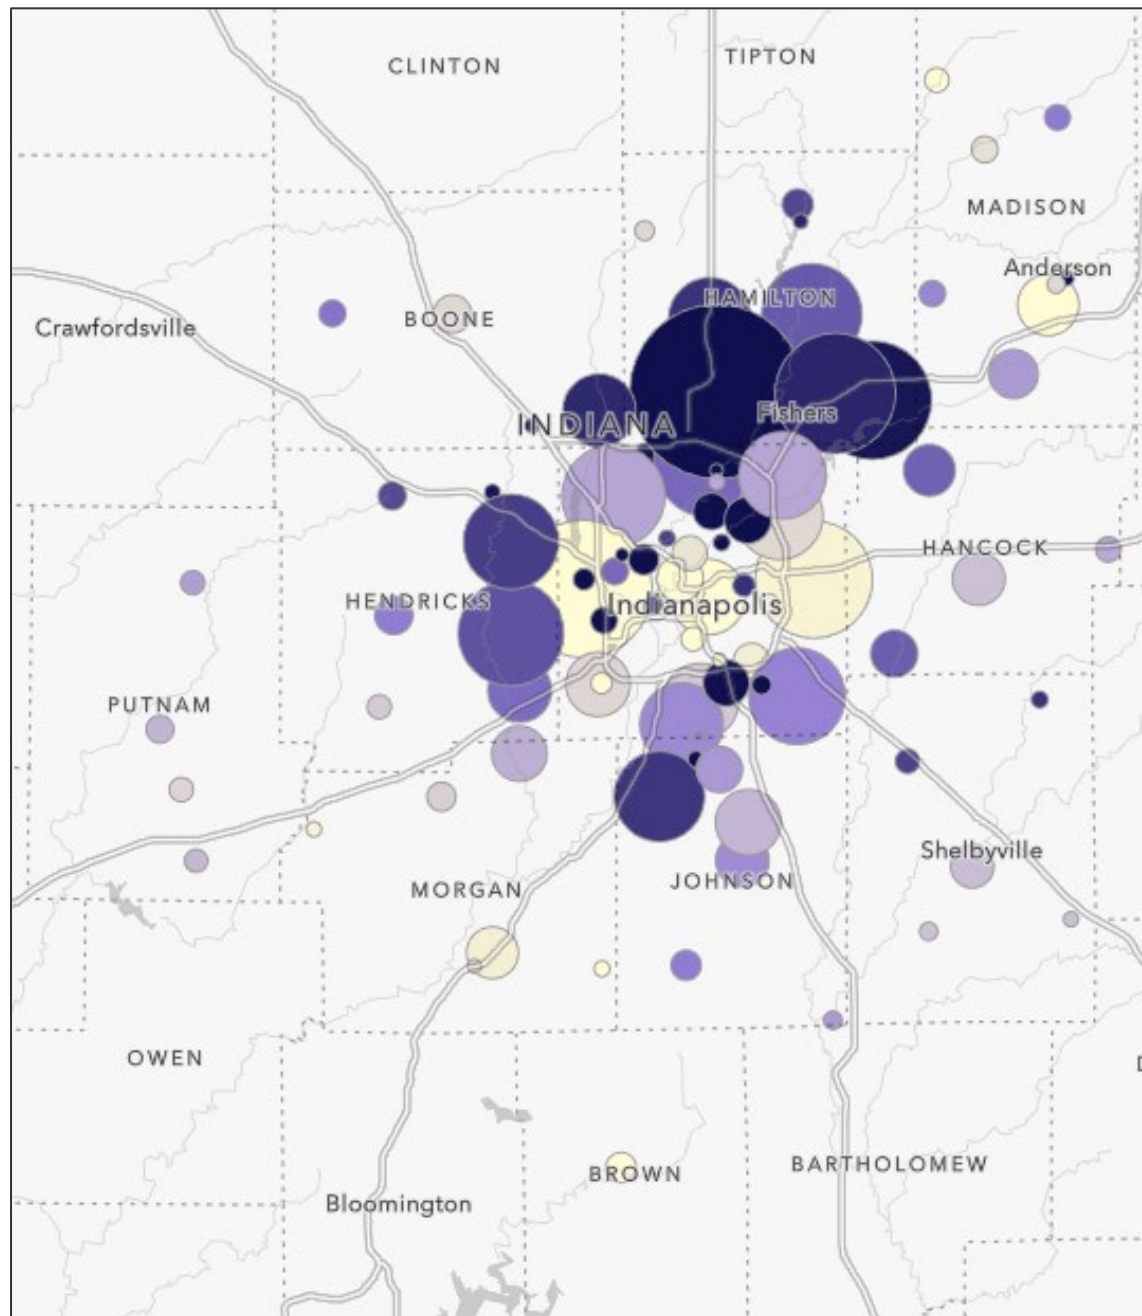 TIPTON
CLINTON
MADISON
Anderson
HAMILTON
BOONE
Crawfordsville
Fishers
INDIANA
HANCOCK
HENDRICKS
Indianapolis
PUTNAM
Shelbyville
JOHNSON
MORGAN
OWEN
D
BARTHOLOMEW
BROWN
Bloomington